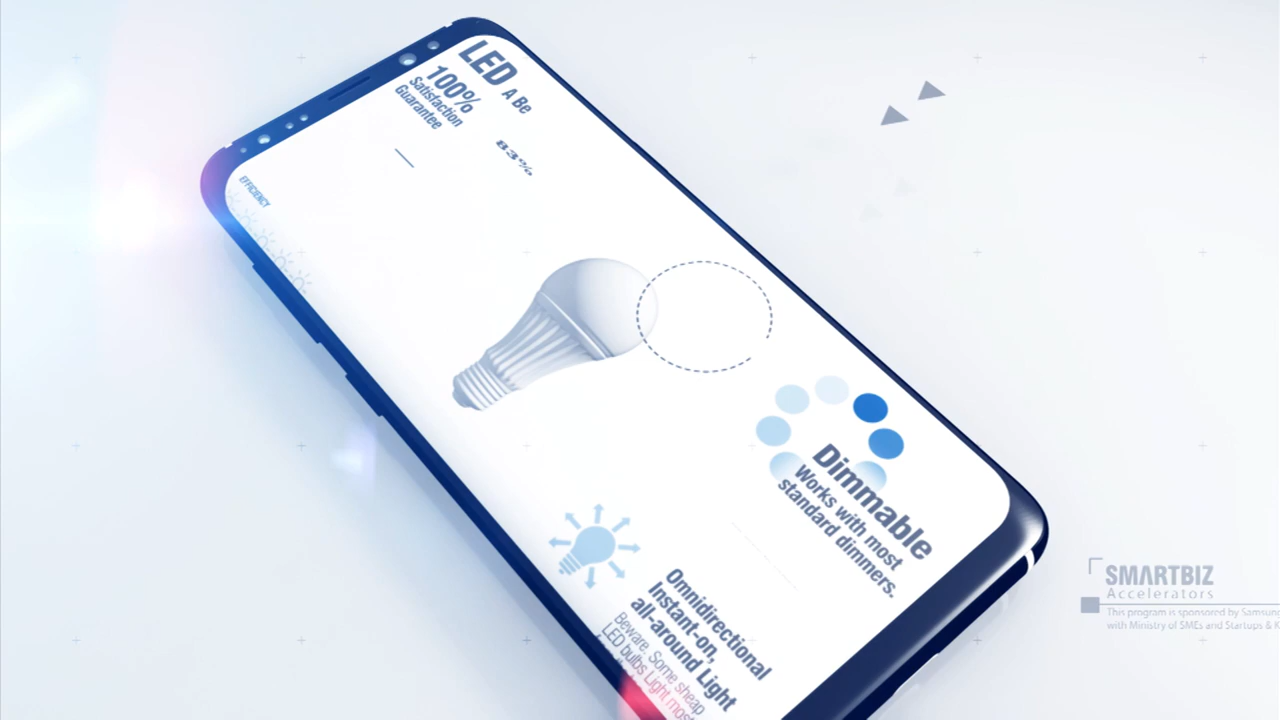 LED A Be
100%
Satisfaction
Guarantee
83%
EFFICIENCY
Dimmable
Works with most
standard dimmers.
Omnidirectional
Instant-on,
all-around Light
Beware. Some sheap
LED bulbs Light most
SMARTBIZ
Accelerators
This program is sponsored by Samsung
with Ministry of SMEs and Startups & K